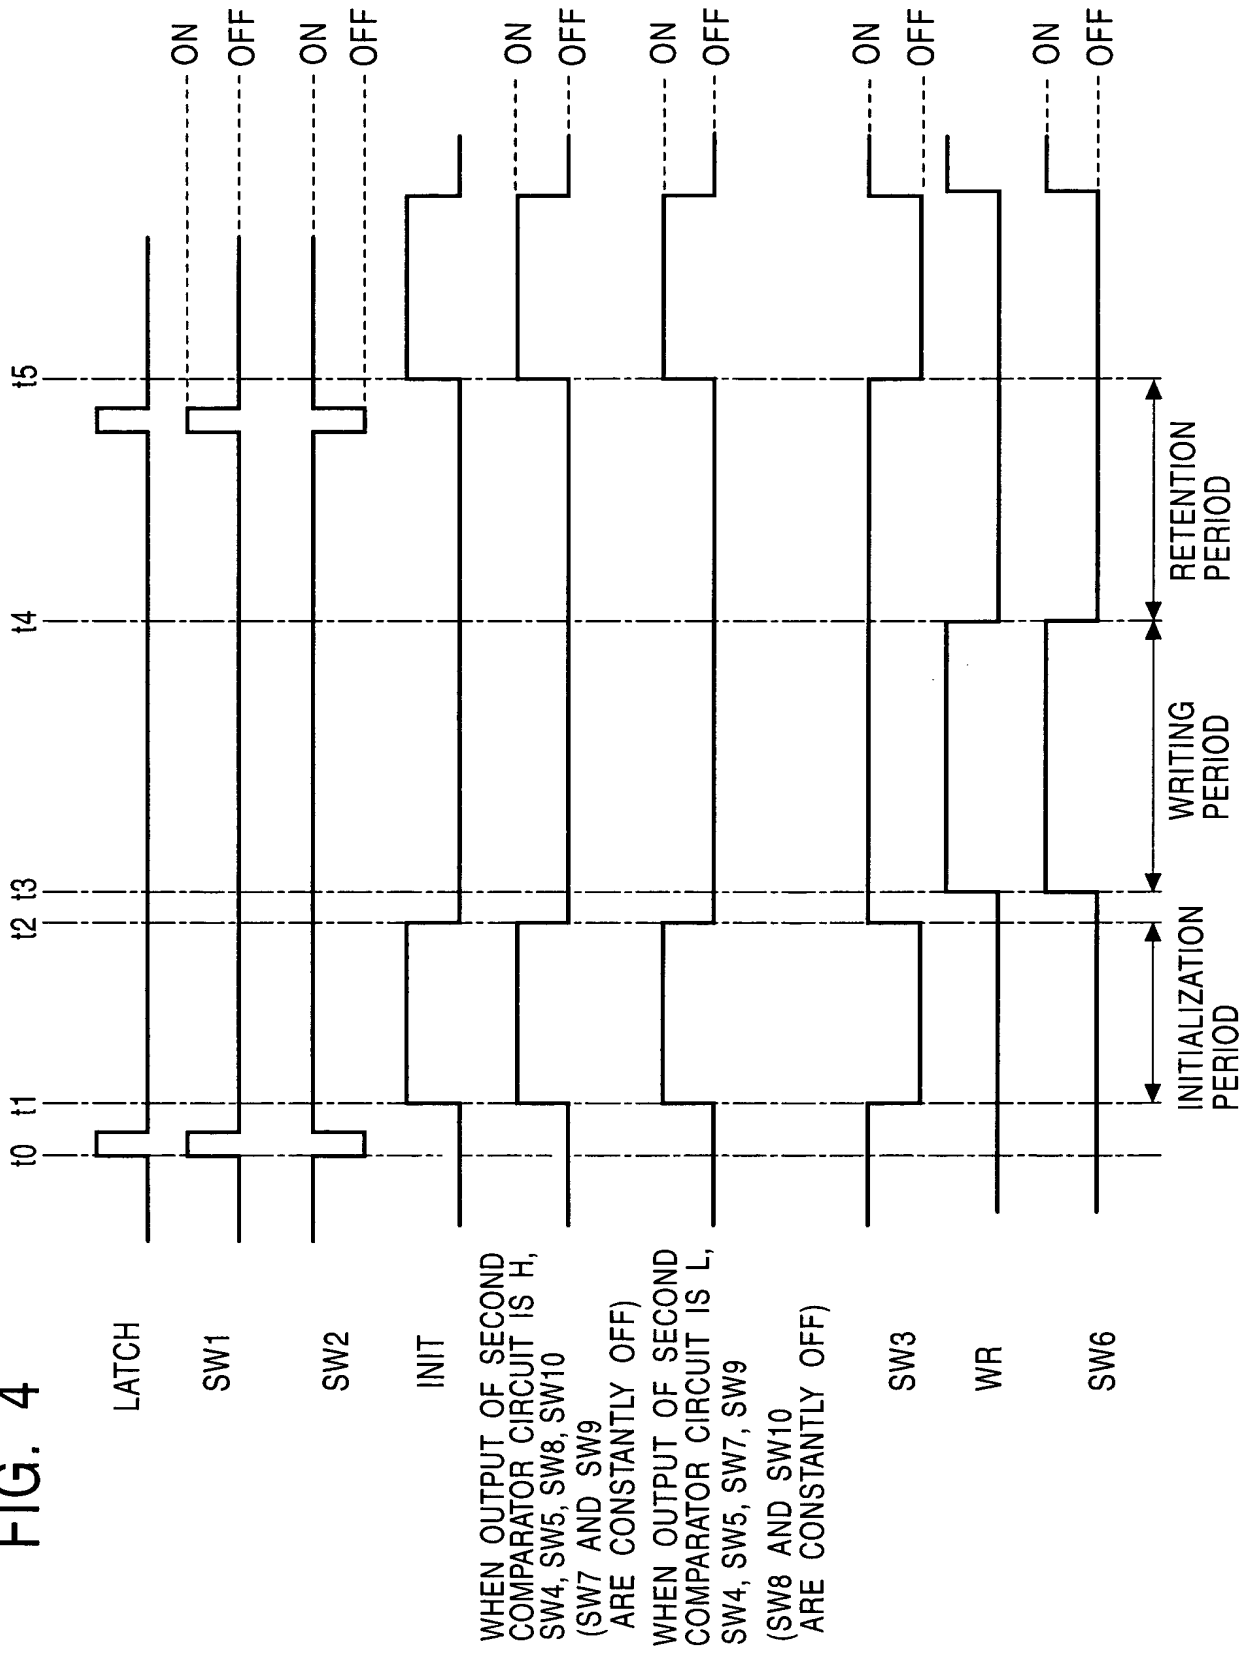 FIG. 4
t0
t1
t2
t3
t4
t5
LATCH
SW1
ON
OFF
SW2
ON
OFF
INIT
WHEN OUTPUT OF SECOND
COMPARATOR CIRCUIT IS H,
SW4, SW5, SW8, SW10
(SW7 AND SW9
ARE CONSTANTLY OFF)
ON
OFF
WHEN OUTPUT OF SECOND
COMPARATOR CIRCUIT IS L,
SW4, SW5, SW7, SW9
(SW8 AND SW10
ARE CONSTANTLY OFF)
ON
OFF
SW3
ON
OFF
WR
SW6
ON
OFF
INITIALIZATION
PERIOD
WRITING
PERIOD
RETENTION
PERIOD